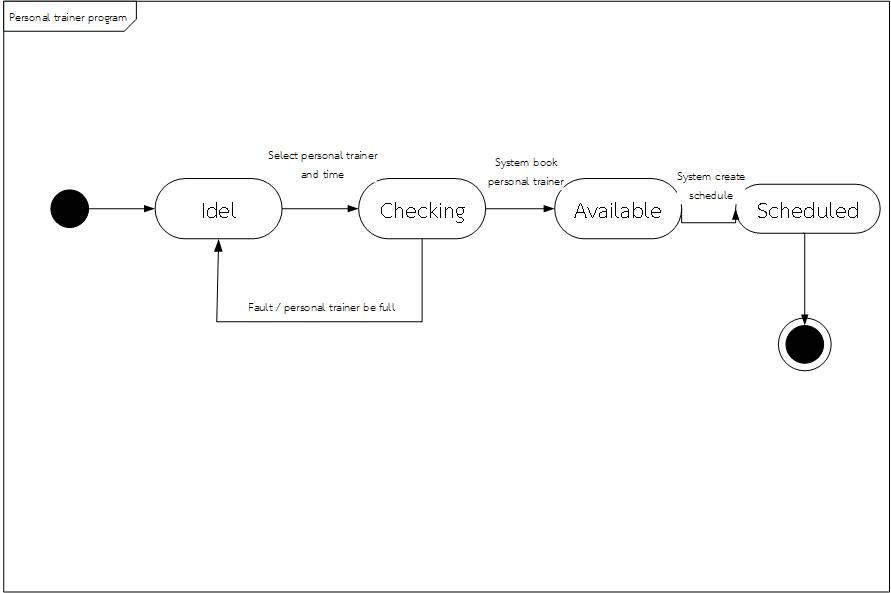 Personal trainer program
Select personal trainer
and time
System book
personal trainer
System create
schedule
Idel
Checking
Available
Scheduled
Fault / personal trainer be full